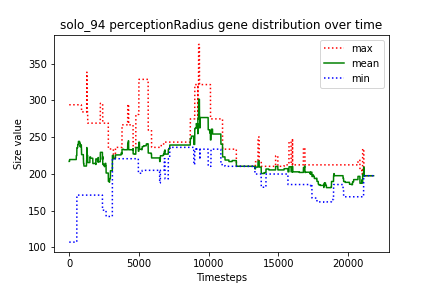 solo_94 perceptionRadius gene distribution over time
max
mean
min
Size value
350
300
250
200
150
100
0
5000
10000
15000
20000
Timesteps